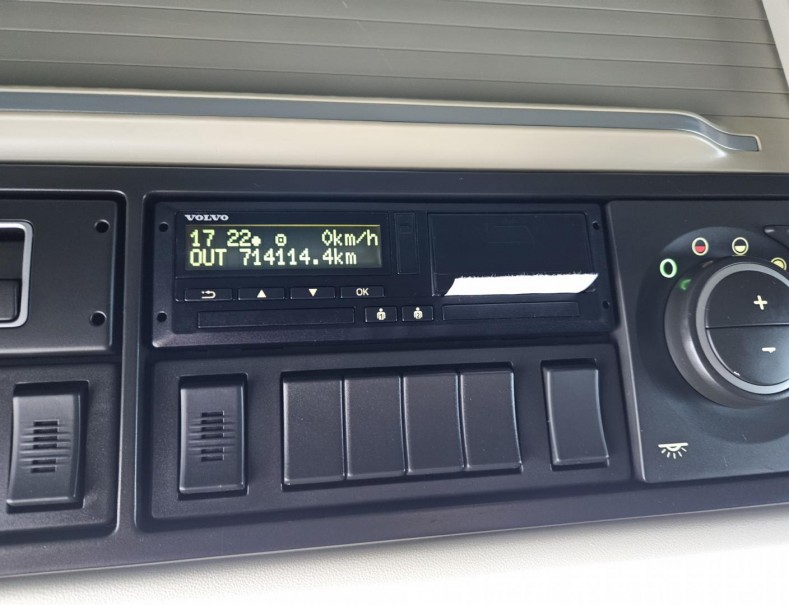 VOLVO
17 22 0km/h
OUT 714114.4km
OK
+
-